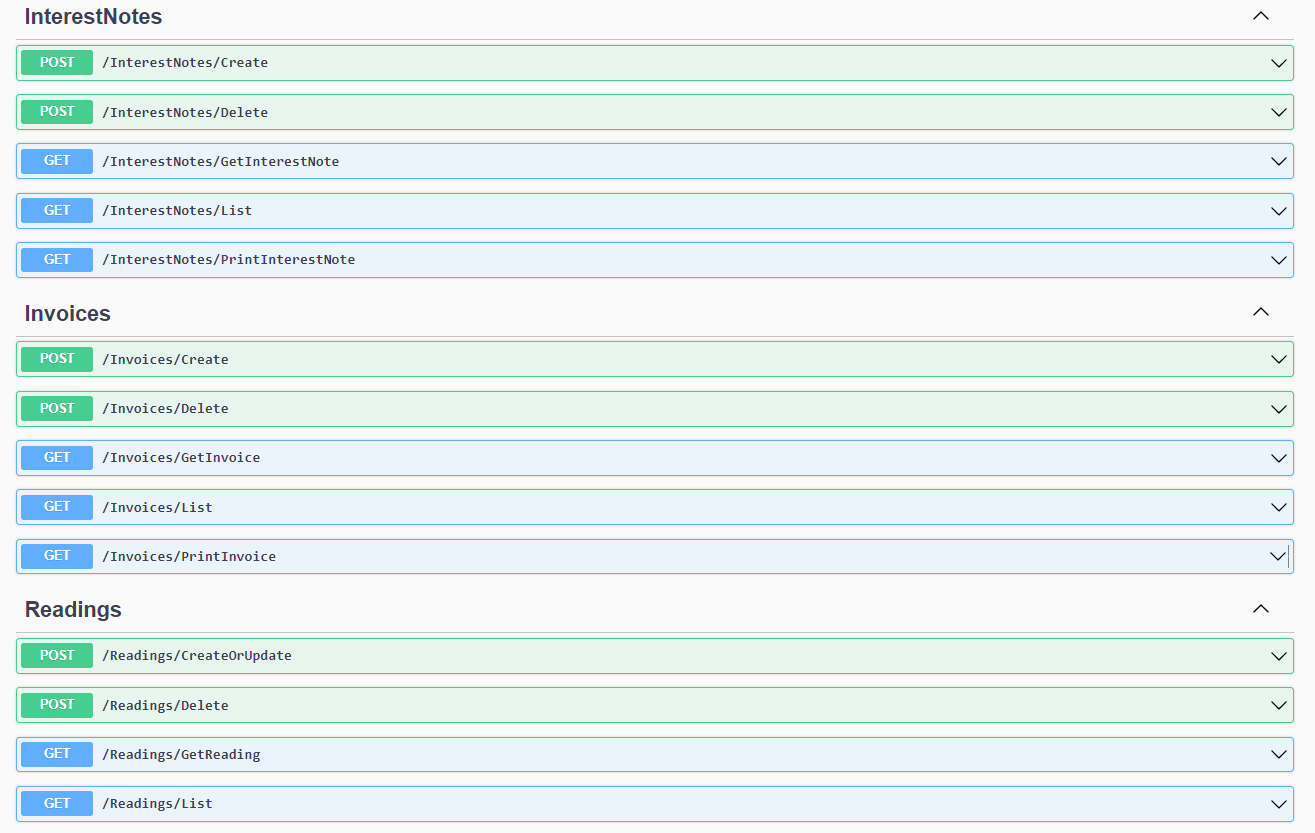 InterestNotes
POST /InterestNotes/Create
POST /InterestNotes/Delete
GET /InterestNotes/GetInterestNote
GET /InterestNotes/List
GET /InterestNotes/PrintInterestNote
Invoices
POST /Invoices/Create
POST /Invoices/Delete
GET /Invoices/GetInvoice
GET /Invoices/List
GET /Invoices/PrintInvoice
Readings
POST /Readings/CreateOrUpdate
POST /Readings/Delete
GET /Readings/GetReading
GET /Readings/List